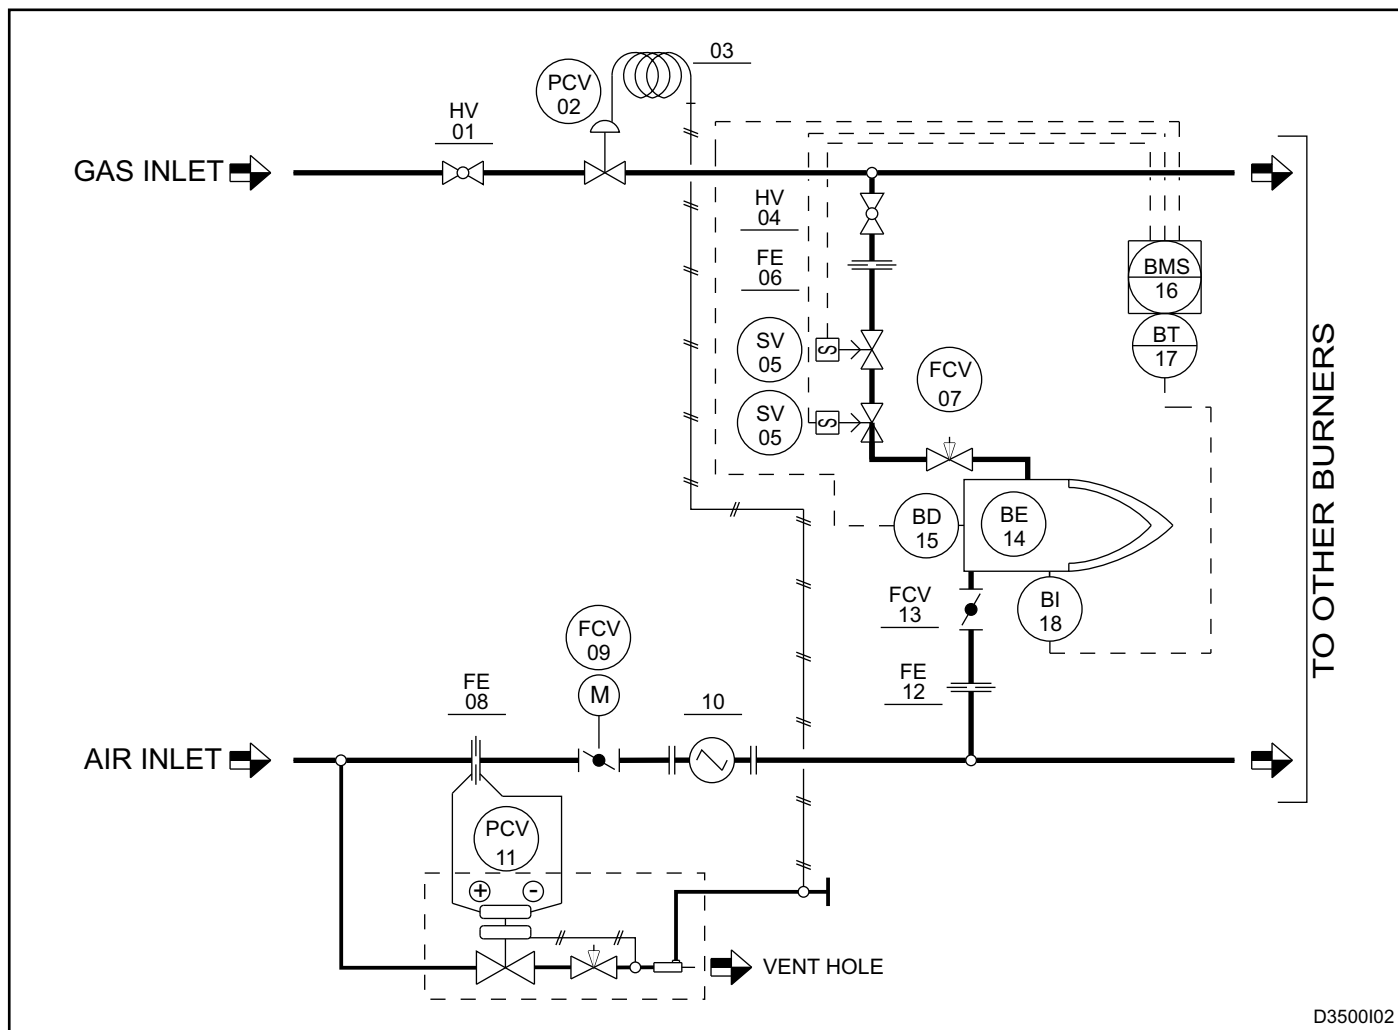 03
PCV
02
HV
01
GAS INLET
HV
04
FE
06
BMS
16
SV
05
BT
17
FCV
07
SV
05
BD
15
BE
14
FCV
13
BI
18
FCV
09
M
FE
08
10
FE
12
AIR INLET
TO OTHER BURNERS
PCV
11
+
-
S
S
VENT HOLE
D3500I02